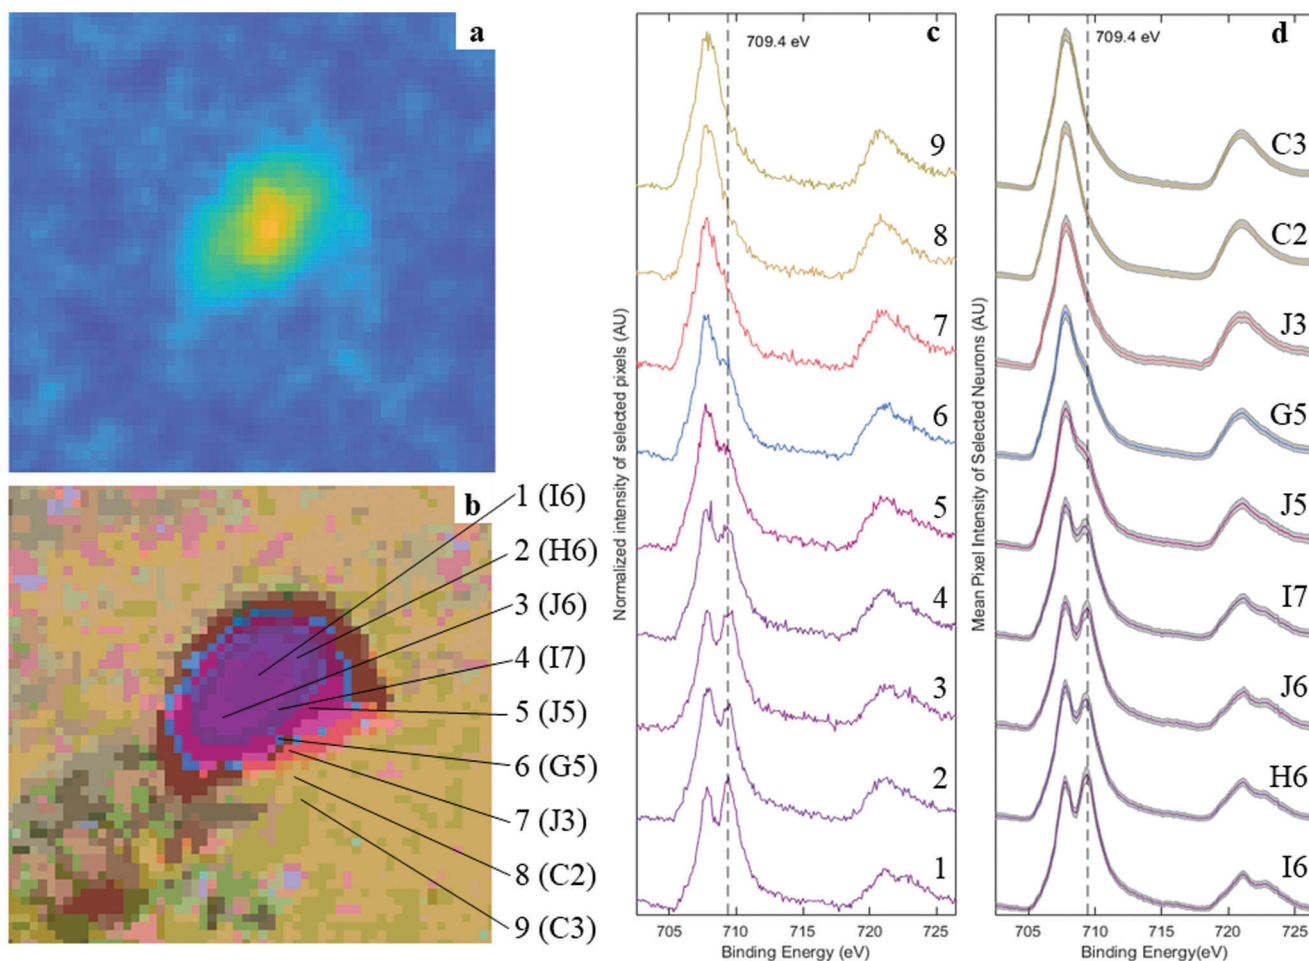 a
b
1 (I6)
2 (H6)
3 (J6)
4 (I7)
5 (J5)
6 (G5)
7 (J3)
8 (C2)
9 (C3)
c
709.4 eV
Normalized intensity of selected pixels (AU)
9
8
7
6
5
4
3
2
1
705 710 715 720 725
Binding Energy (eV)
d
709.4 eV
Mean Pixel Intensity of Selected Neurons (AU)
C3
C2
J3
G5
J5
I7
J6
H6
I6
705 710 715 720 725
Binding Energy(eV)